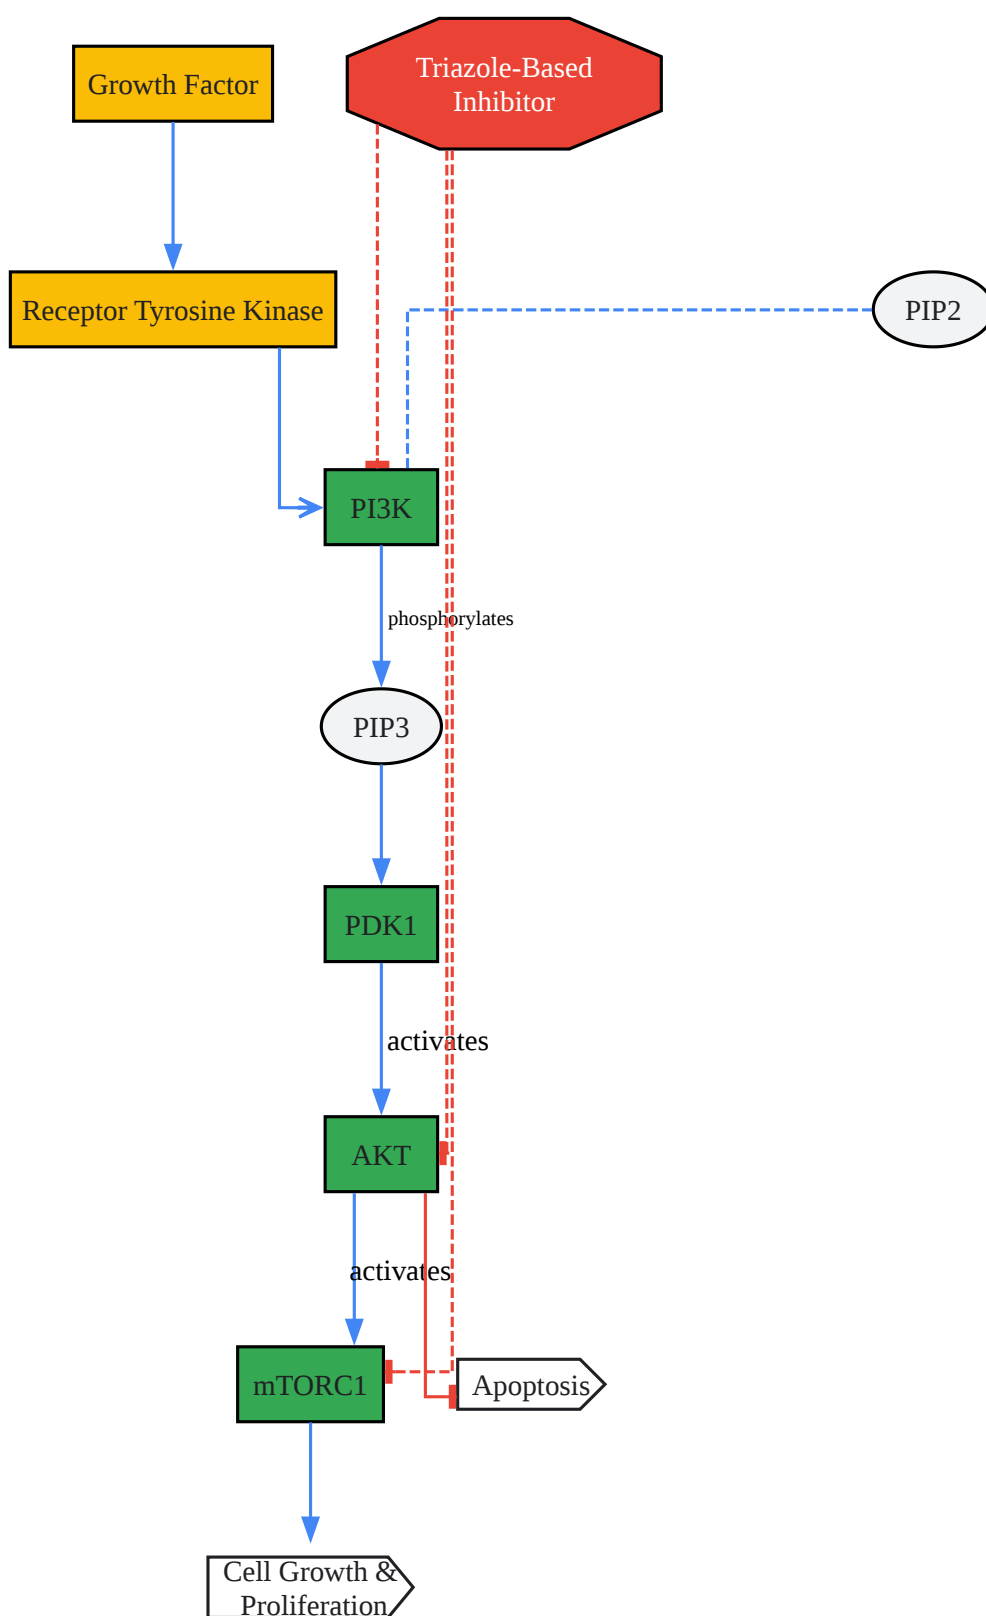 Growth Factor
Triazole-Based
Inhibitor
Receptor Tyrosine Kinase
PIP2
PI3K
phosphorylates
PIP3
PDK1
activates
AKT
activates
mTORC1
Apoptosis
Cell Growth &
Proliferation